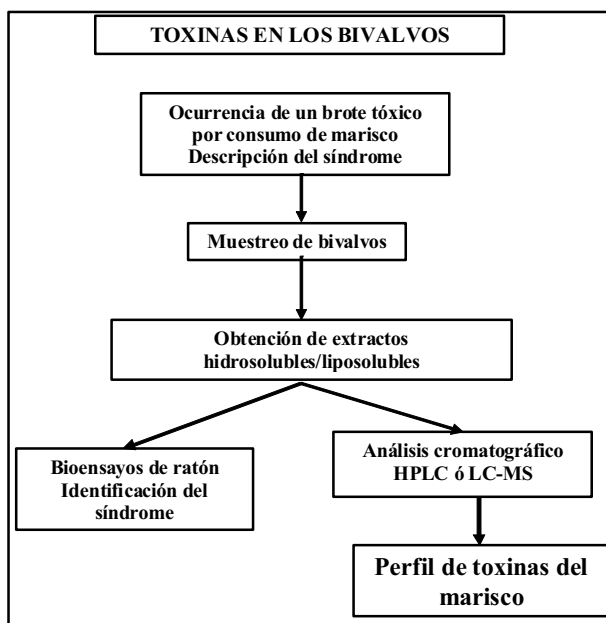 TOXINAS EN LOS BIVALVOS
Ocurrencia de un brote tóxico
por consumo de marisco
Descripción del síndrome
Muestreo de bivalvos
Obtención de extractos
hidrosolubles/liposolubles
Bioensayos de ratón
Identificación del
síndrome
Análisis cromatográfico
HPLC ó LC-MS
Perfil de toxinas del
marisco